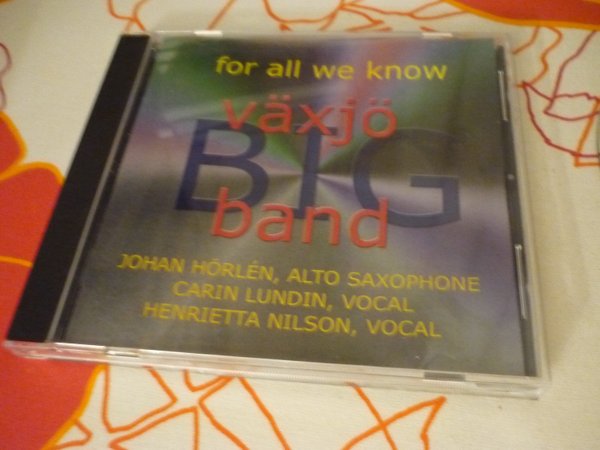 for all we know
växjö
BIG
band
JOHAN HÖRLÉN, ALTO SAXOPHONE
CARIN LUNDIN, VOCAL
HENRIETTA NILSON, VOCAL